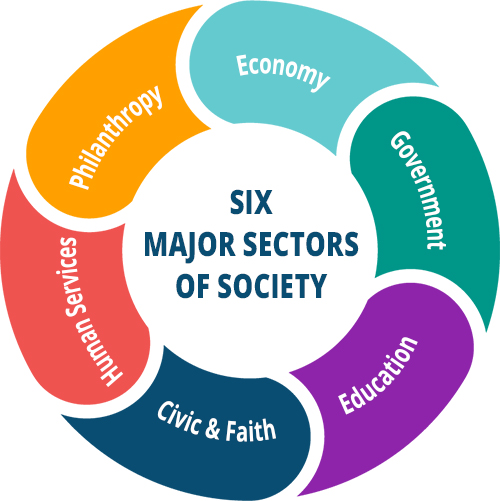 SIX
MAJOR SECTORS
OF SOCIETY
Economy
Government
Education
Civic & Faith
Human Services
Philanthropy